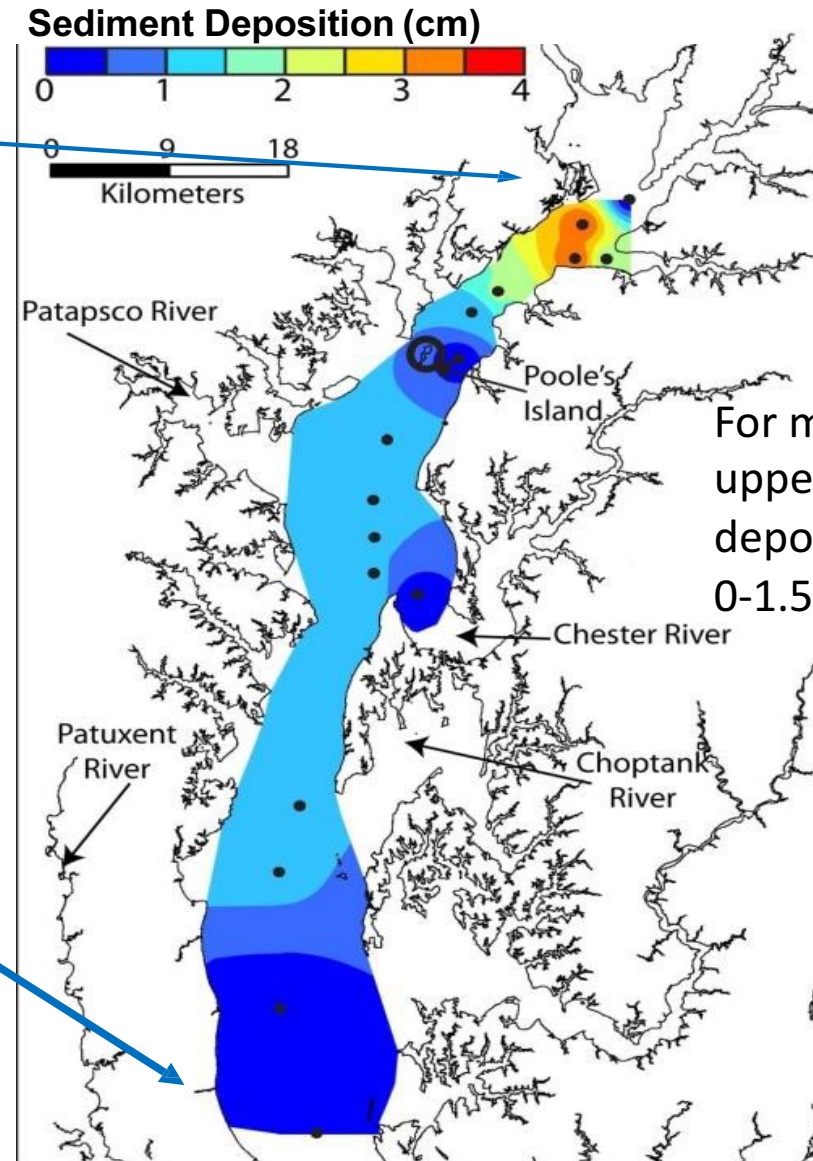 Sediment Deposition (cm)
0 1 2 3 4
0 9 18
Kilometers
Patapsco River
Poole's
Island
For m
uppe
depo
0-1.5
Chester River
Patuxent
River
Choptank
River